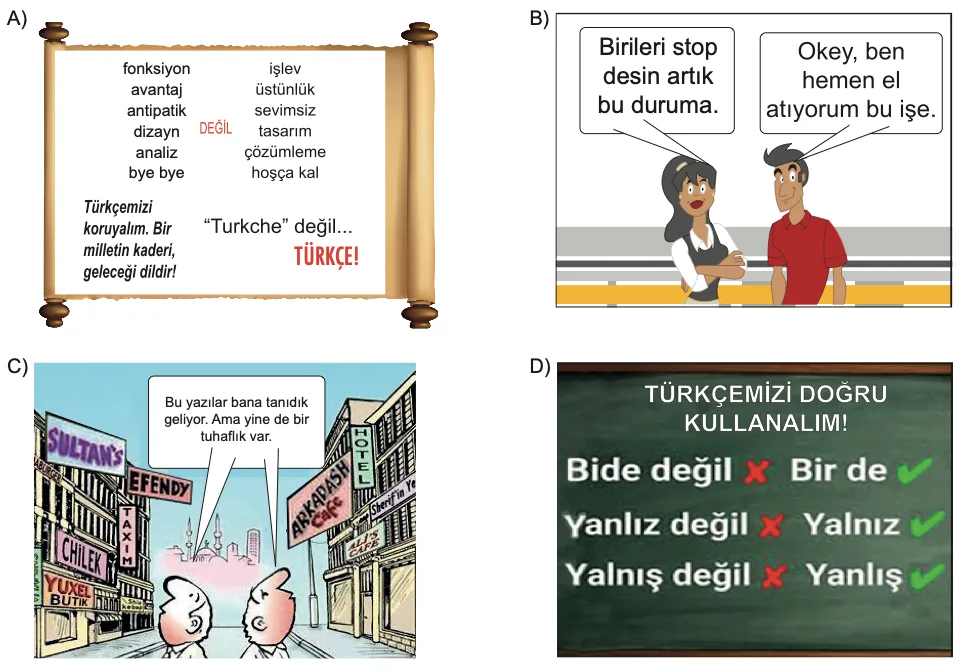 A)
fonksiyon işlev
avantaj üstünlük
antipatik sevimsiz
dizayn DEĞİL tasarım
analiz çözümleme
bye bye hoşça kal
Türkçemizi
koruyalım. Bir
milletin kaderi,
geleceği dildir!
“Turkche” değil...
TÜRKÇE!
B)
Birileri stop
desin artık
bu duruma.
Okey, ben
hemen el
atıyorum bu işe.
C)
Bu yazılar bana tanıdık
geliyor. Ama yine de bir
tuhaflık var.
SULTAN'S
EFENDY
TAXIM
CHILEK
YUXEL
BUTIK
HOTEL
ARKADASH
Cafe
Sherif'in Ye
D)
TÜRKÇEMİZİ DOĞRU
KULLANALIM!
Bide değil ✘ Bir de ✔
Yanlız değil ✘ Yalnız ✔
Yalnış değil ✘ Yanlış ✔